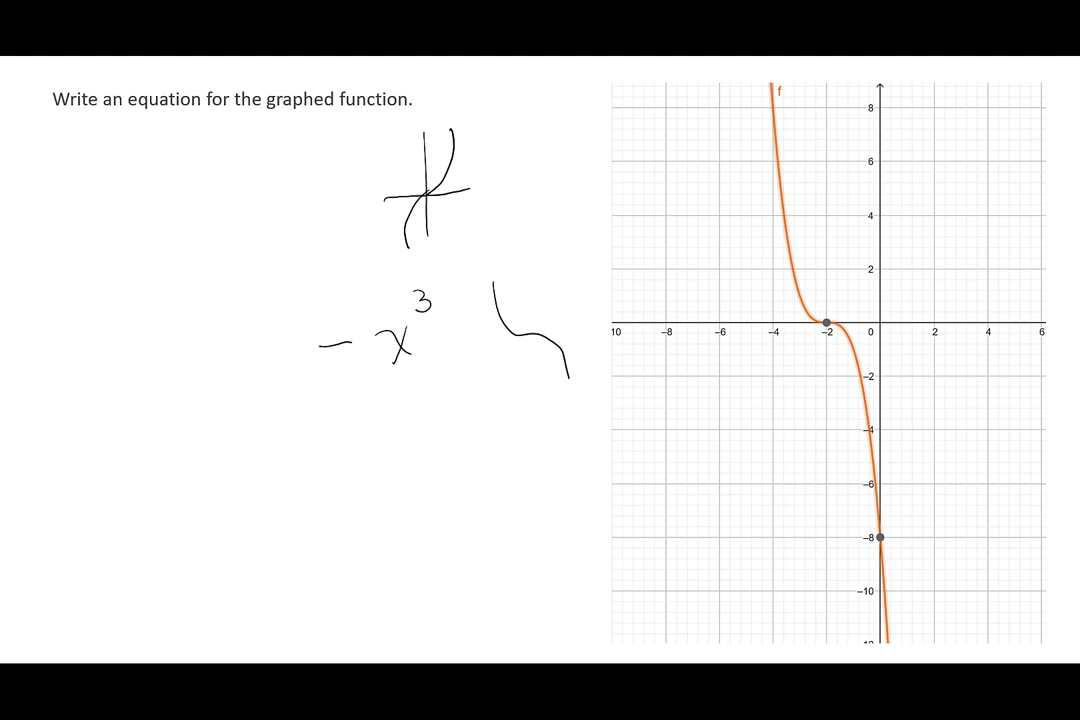 Write an equation for the graphed function.
f
8
6
4
2
10 −8 −6 −4 −2 0 2 4 6
−2
−4
−6
−8
−10
− x³